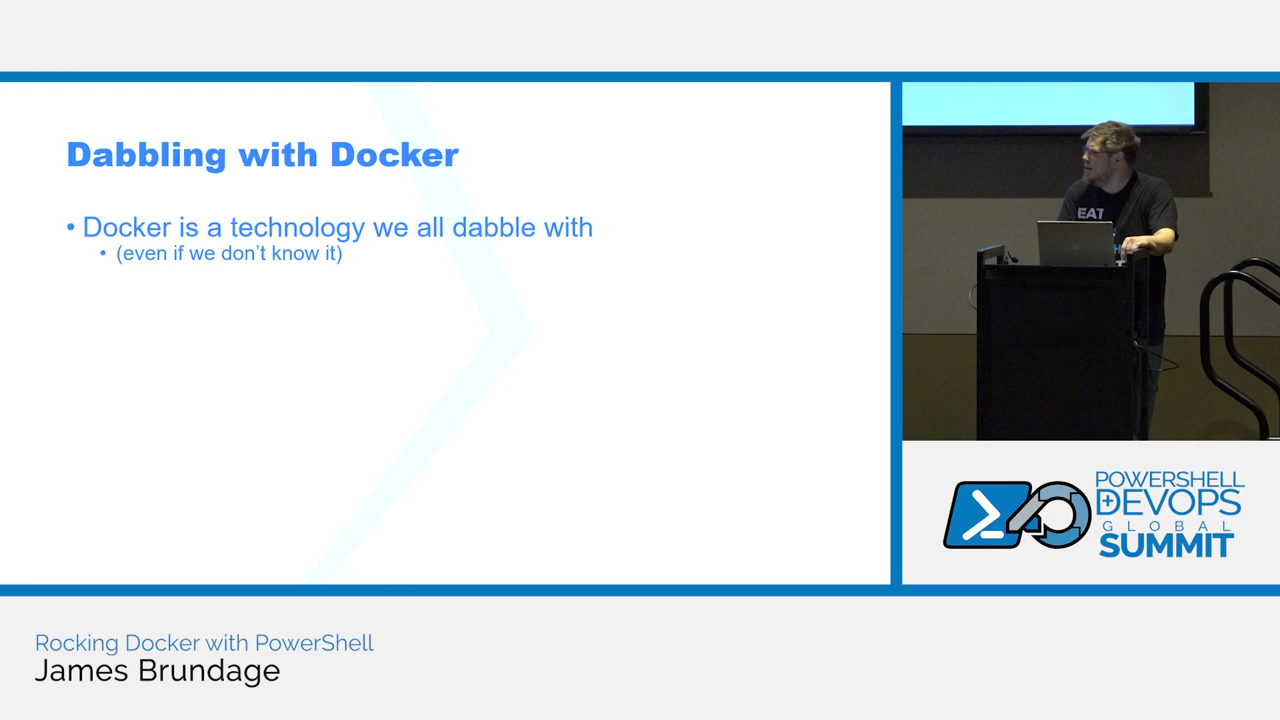 Dabbling with Docker
• Docker is a technology we all dabble with
• (even if we don’t know it)
EAT
POWERSHELL
+DEVOPS
GLOBAL
SUMMIT
Rocking Docker with PowerShell
James Brundage